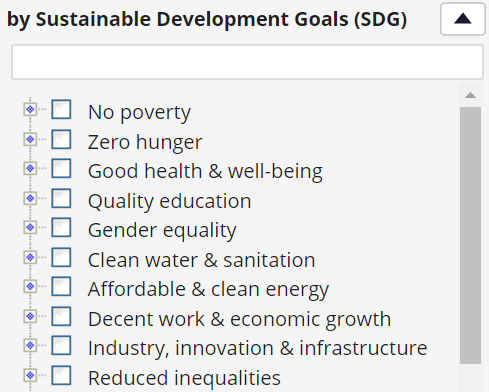 by Sustainable Development Goals (SDG)
No poverty
Zero hunger
Good health & well-being
Quality education
Gender equality
Clean water & sanitation
Affordable & clean energy
Decent work & economic growth
Industry, innovation & infrastructure
Reduced inequalities